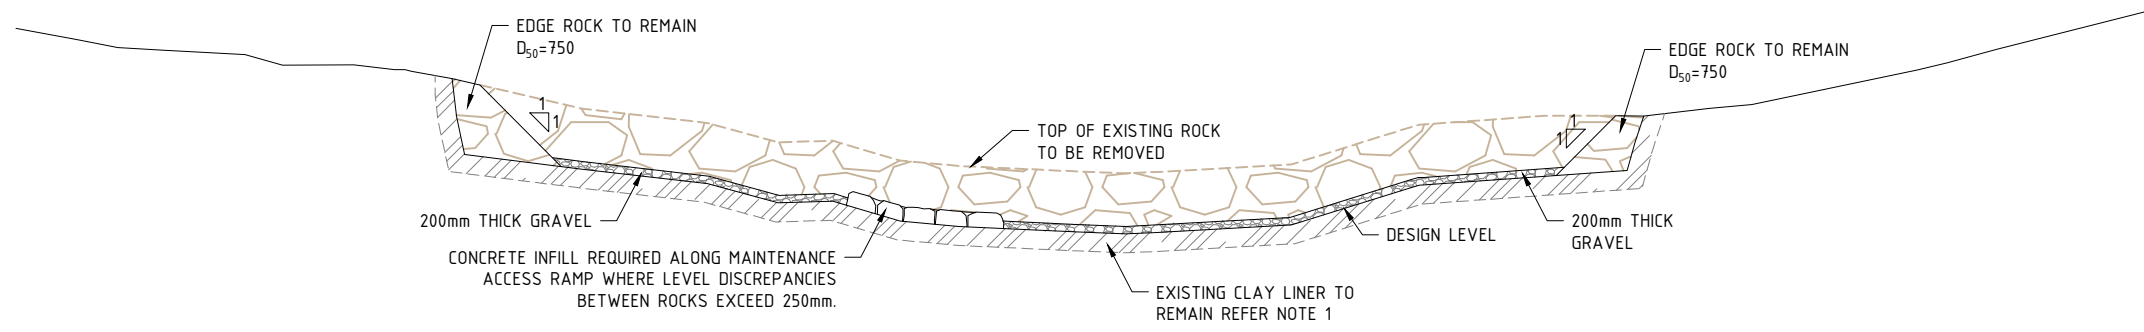 EDGE ROCK TO REMAIN
D50=750
EDGE ROCK TO REMAIN
D50=750
1
1
1
1
TOP OF EXISTING ROCK
TO BE REMOVED
200mm THICK GRAVEL
200mm THICK
GRAVEL
DESIGN LEVEL
CONCRETE INFILL REQUIRED ALONG MAINTENANCE
ACCESS RAMP WHERE LEVEL DISCREPANCIES
BETWEEN ROCKS EXCEED 250mm.
EXISTING CLAY LINER TO
REMAIN REFER NOTE 1